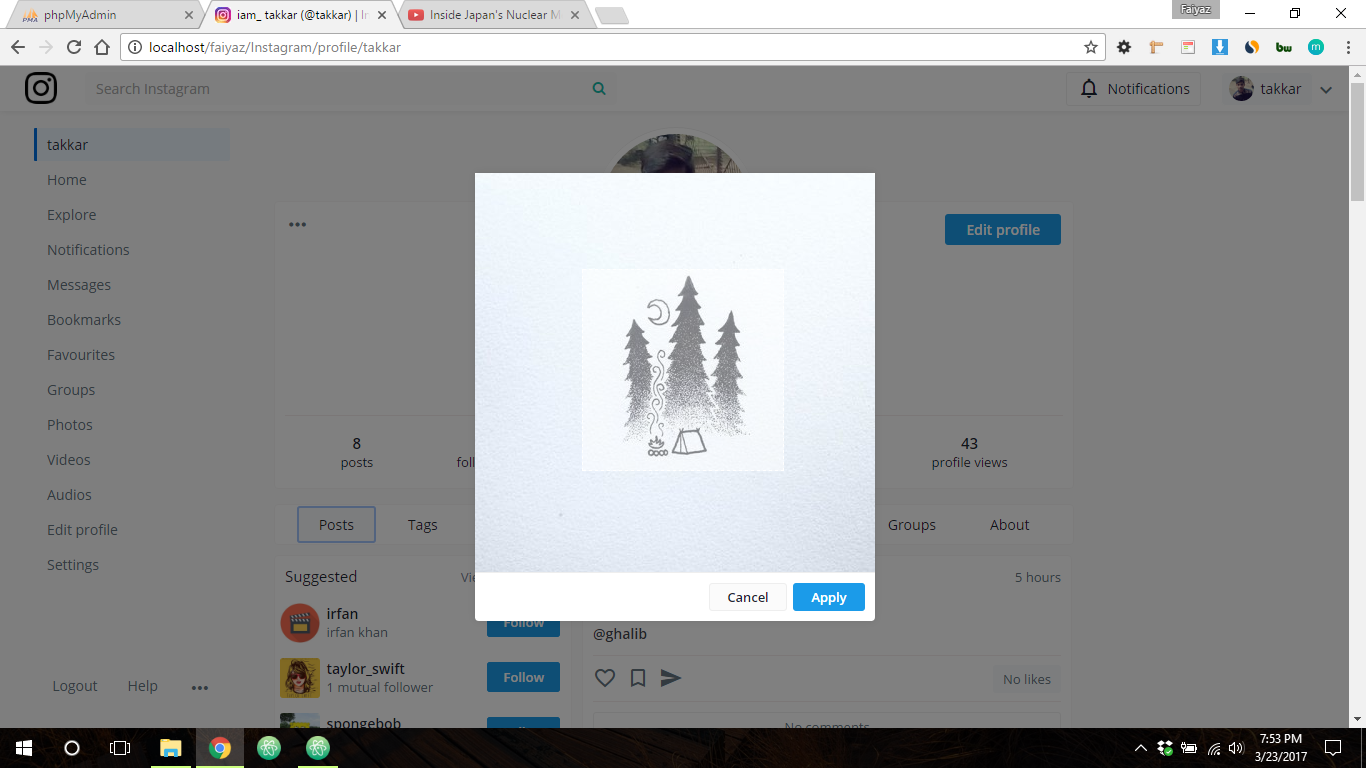 phpMyAdmin
iam_ takkar (@takkar) | In
Inside Japan's Nuclear M
Faiyaz
localhost/faiyaz/Instagram/profile/takkar
Search Instagram
Notifications
takkar
takkar
Home
Explore
Notifications
Messages
Bookmarks
Favourites
Groups
Photos
Videos
Audios
Edit profile
Settings
Logout
Help
Edit profile
8
posts
foll
43
profile views
Posts
Tags
Groups
About
Suggested
Vi
irfan
irfan khan
Follow
taylor_swift
1 mutual follower
Follow
spongebob
Cancel
Apply
5 hours
@ghalib
No likes
No comments
7:53 PM
3/23/2017